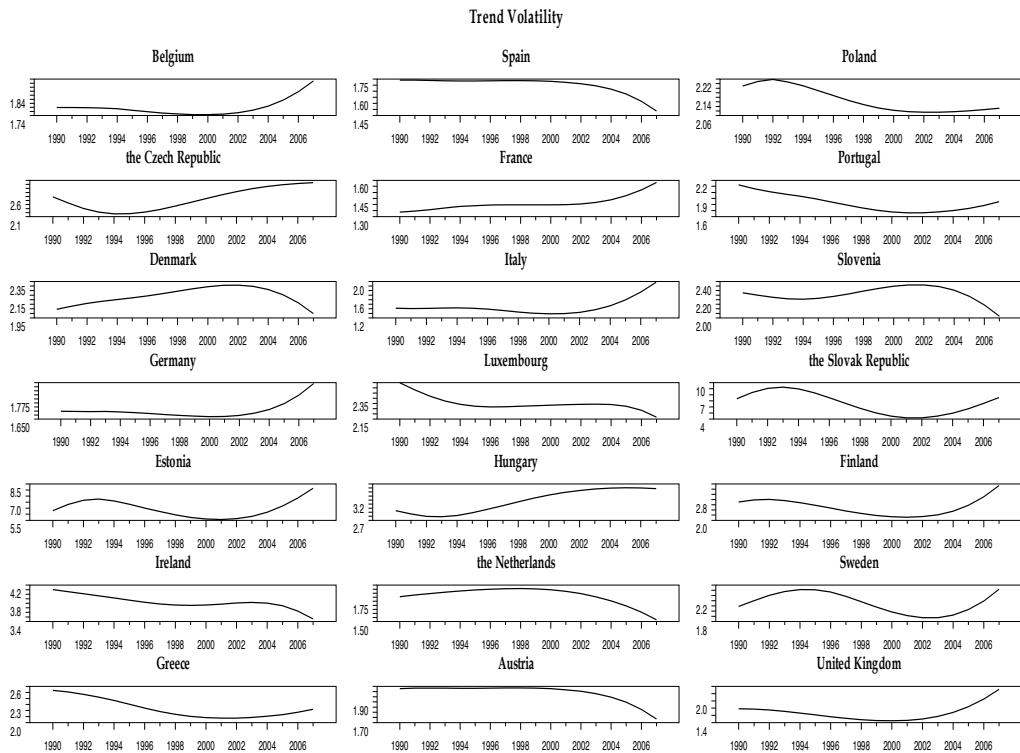 Trend Volatility
Belgium
1.84
1.74
1990 1992 1994 1996 1998 2000 2002 2004 2006
Spain
1.75
1.60
1.45
1990 1992 1994 1996 1998 2000 2002 2004 2006
Poland
2.22
2.14
2.06
1990 1992 1994 1996 1998 2000 2002 2004 2006
the Czech Republic
2.6
2.1
1990 1992 1994 1996 1998 2000 2002 2004 2006
France
1.60
1.45
1.30
1990 1992 1994 1996 1998 2000 2002 2004 2006
Portugal
2.2
1.9
1.6
1990 1992 1994 1996 1998 2000 2002 2004 2006
Denmark
2.35
2.15
1.95
1990 1992 1994 1996 1998 2000 2002 2004 2006
Italy
2.0
1.6
1.2
1990 1992 1994 1996 1998 2000 2002 2004 2006
Slovenia
2.40
2.20
2.00
1990 1992 1994 1996 1998 2000 2002 2004 2006
Germany
1.775
1.650
1990 1992 1994 1996 1998 2000 2002 2004 2006
Luxembourg
2.35
2.15
1990 1992 1994 1996 1998 2000 2002 2004 2006
the Slovak Republic
10
7
4
1990 1992 1994 1996 1998 2000 2002 2004 2006
Estonia
8.5
7.0
5.5
1990 1992 1994 1996 1998 2000 2002 2004 2006
Hungary
3.2
2.7
1990 1992 1994 1996 1998 2000 2002 2004 2006
Finland
2.8
2.0
1990 1992 1994 1996 1998 2000 2002 2004 2006
Ireland
4.2
3.8
3.4
1990 1992 1994 1996 1998 2000 2002 2004 2006
the Netherlands
1.75
1.50
1990 1992 1994 1996 1998 2000 2002 2004 2006
Sweden
2.2
1.8
1990 1992 1994 1996 1998 2000 2002 2004 2006
Greece
2.6
2.3
2.0
1990 1992 1994 1996 1998 2000 2002 2004 2006
Austria
1.90
1.70
1990 1992 1994 1996 1998 2000 2002 2004 2006
United Kingdom
2.0
1.4
1990 1992 1994 1996 1998 2000 2002 2004 2006